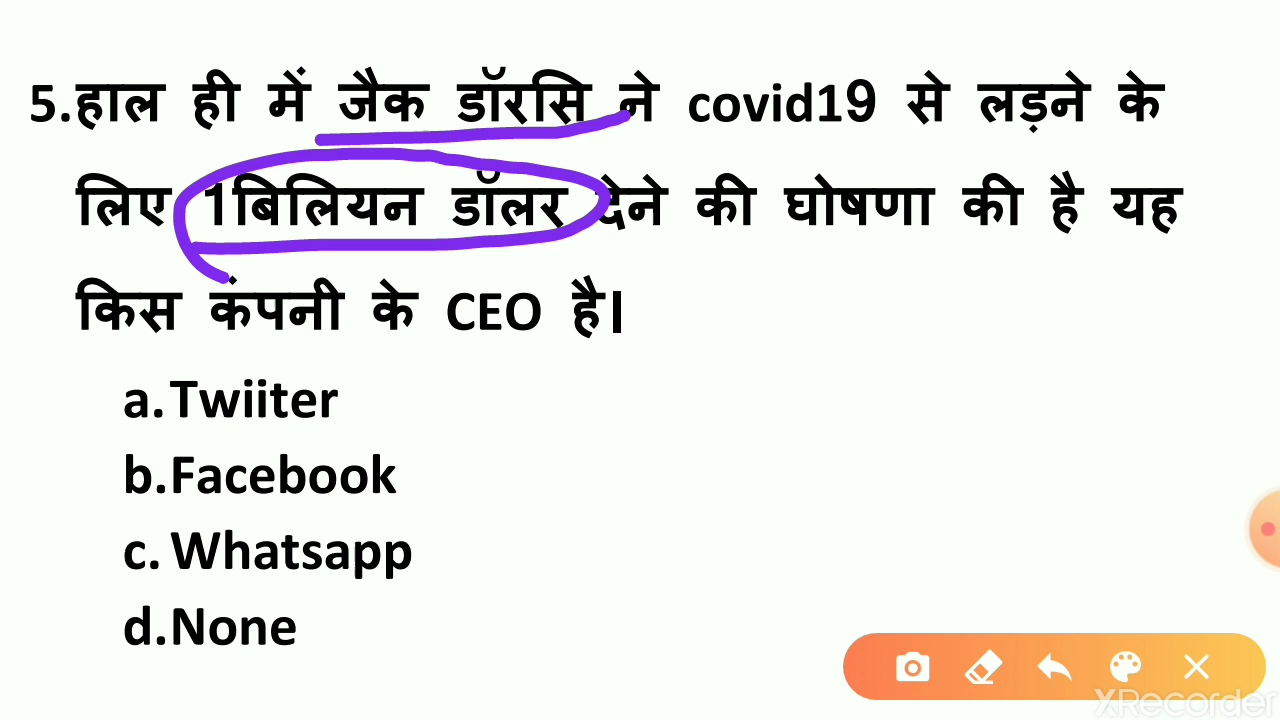 5.हाल ही में जैक डॉरसि ने covid19 से लड़ने के
लिए 1बिलियन डॉलर देने की घोषणा की है यह
किस कंपनी के CEO है।
a.Twiiter
b.Facebook
c. Whatsapp
d.None
XRecorder